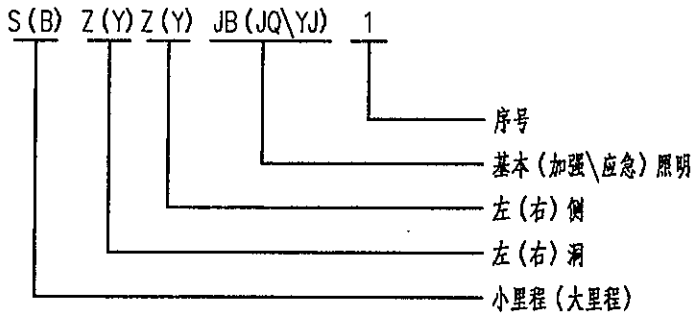 S(B) Z(Y) Z(Y) JB(JQ\YJ) 1
序号
基本(加强\应急)照明
左(右)侧
左(右)洞
小里程(大里程)